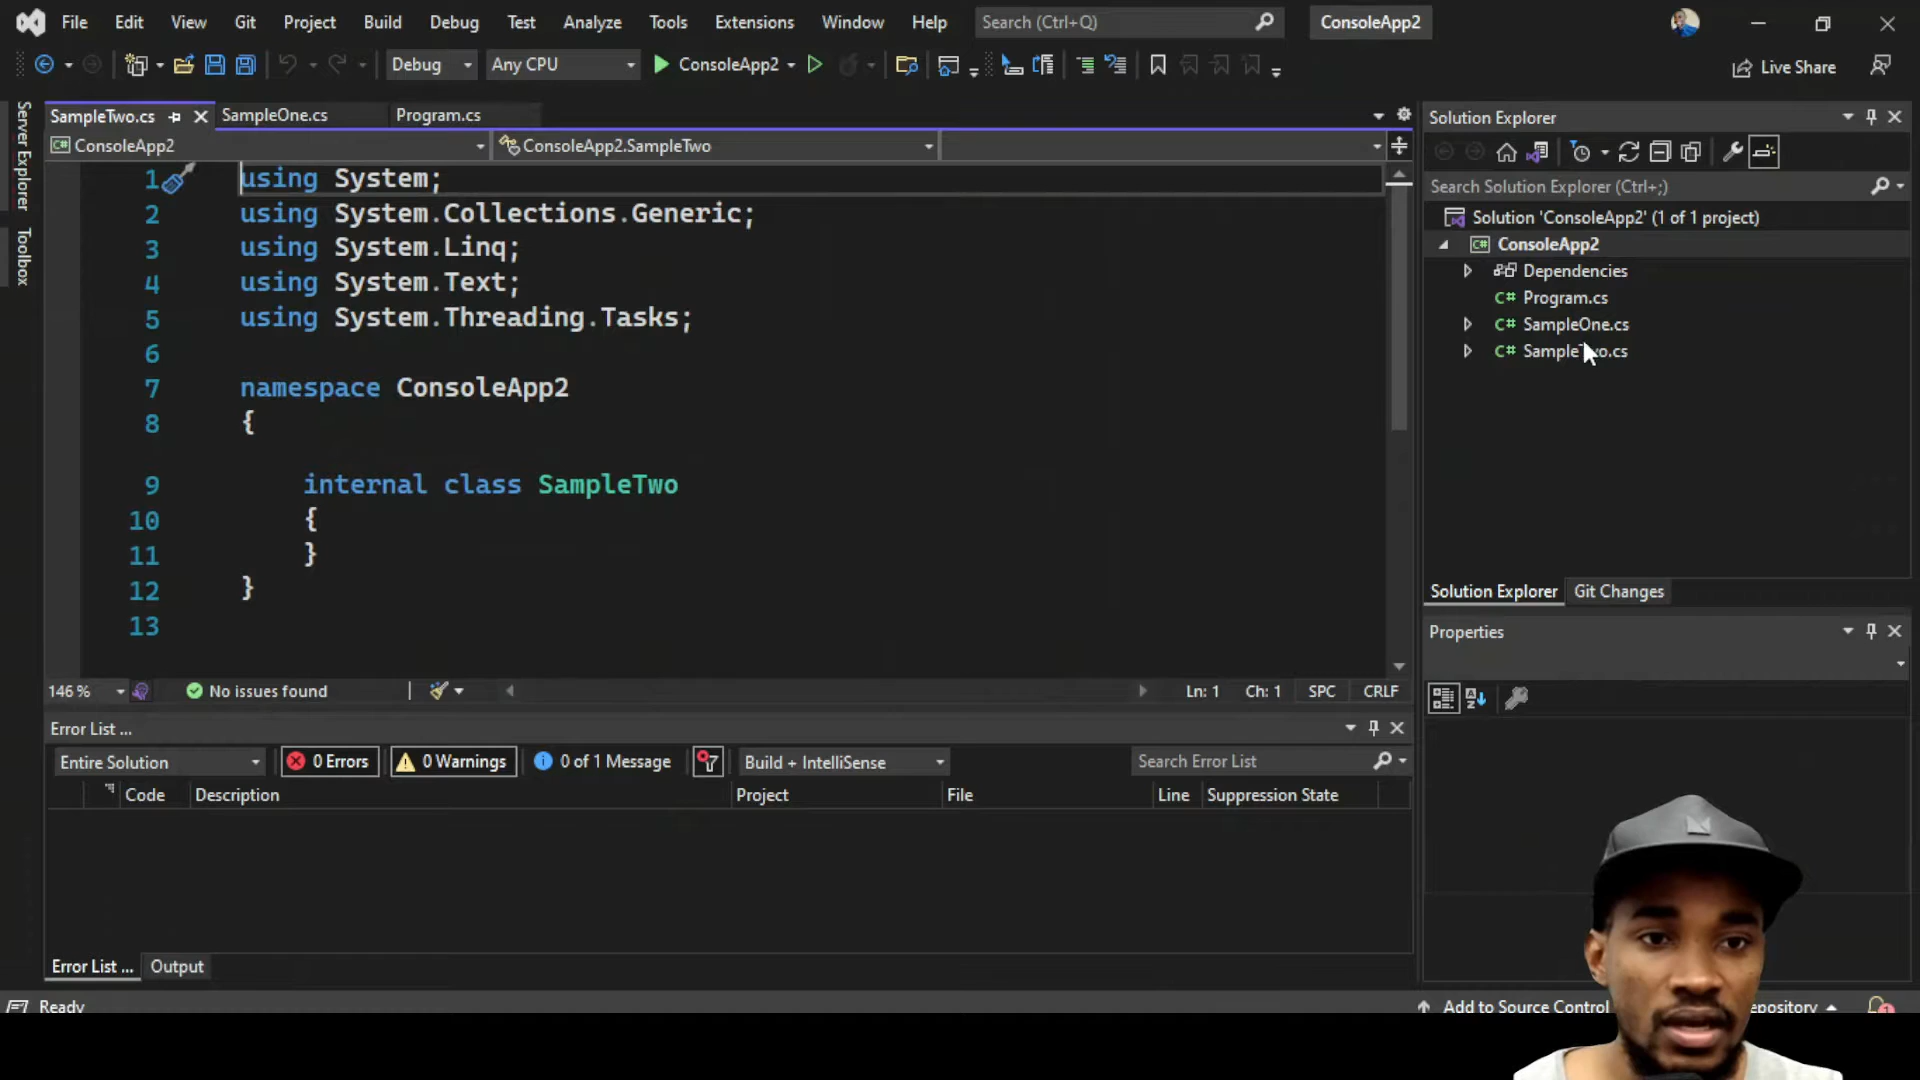 File Edit View Git Project Build Debug Test Analyze Tools Extensions Window Help Search (Ctrl+Q) ConsoleApp2
Debug Any CPU ConsoleApp2 Live Share
Server Explorer
Toolbox
SampleTwo.cs SampleOne.cs Program.cs
C# ConsoleApp2 ConsoleApp2.SampleTwo
1 using System;
2 using System.Collections.Generic;
3 using System.Linq;
4 using System.Text;
5 using System.Threading.Tasks;
6
7 namespace ConsoleApp2
8 {
9 internal class SampleTwo
10 {
11 }
12 }
13
146 % No issues found Ln: 1 Ch: 1 SPC CRLF
Error List ...
Entire Solution 0 Errors 0 Warnings 0 of 1 Message Build + IntelliSense Search Error List
Code Description Project File Line Suppression State
Error List ... Output
Solution Explorer
Search Solution Explorer (Ctrl+;)
Solution 'ConsoleApp2' (1 of 1 project)
C# ConsoleApp2
Dependencies
C# Program.cs
C# SampleOne.cs
C# SampleTwo.cs
Solution Explorer Git Changes
Properties
Ready Add to Source Control